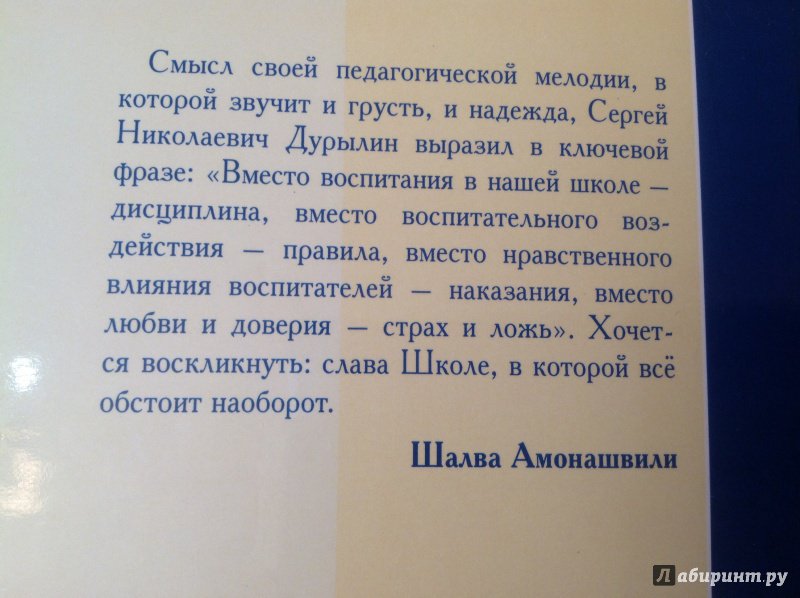 Смысл своей педагогической мелодии, в
которой звучит и грусть, и надежда, Сергей
Николаевич Дурылин выразил в ключевой
фразе: «Вместо воспитания в нашей школе —
дисциплина, вместо воспитательного воз-
действия — правила, вместо нравственного
влияния воспитателей — наказания, вместо
любви и доверия — страх и ложь». Хочет-
ся воскликнуть: слава Школе, в которой всё
обстоит наоборот.
Шалва Амонашвили
Лабиринт.ру